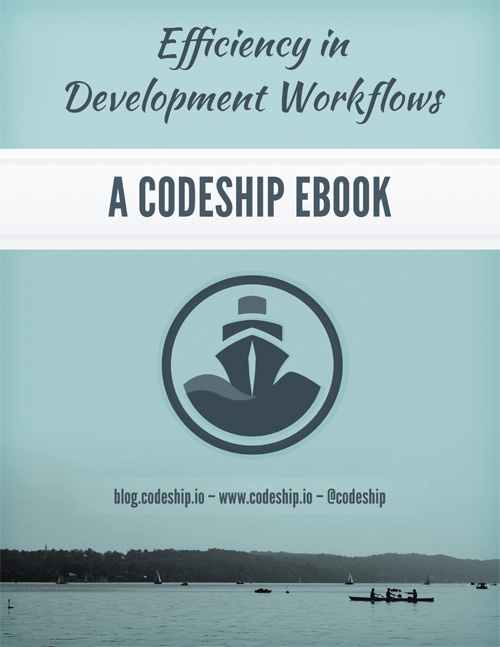 Efficiency in
Development Workflows
A CODESHIP EBOOK
blog.codeship.io – www.codeship.io – @codeship